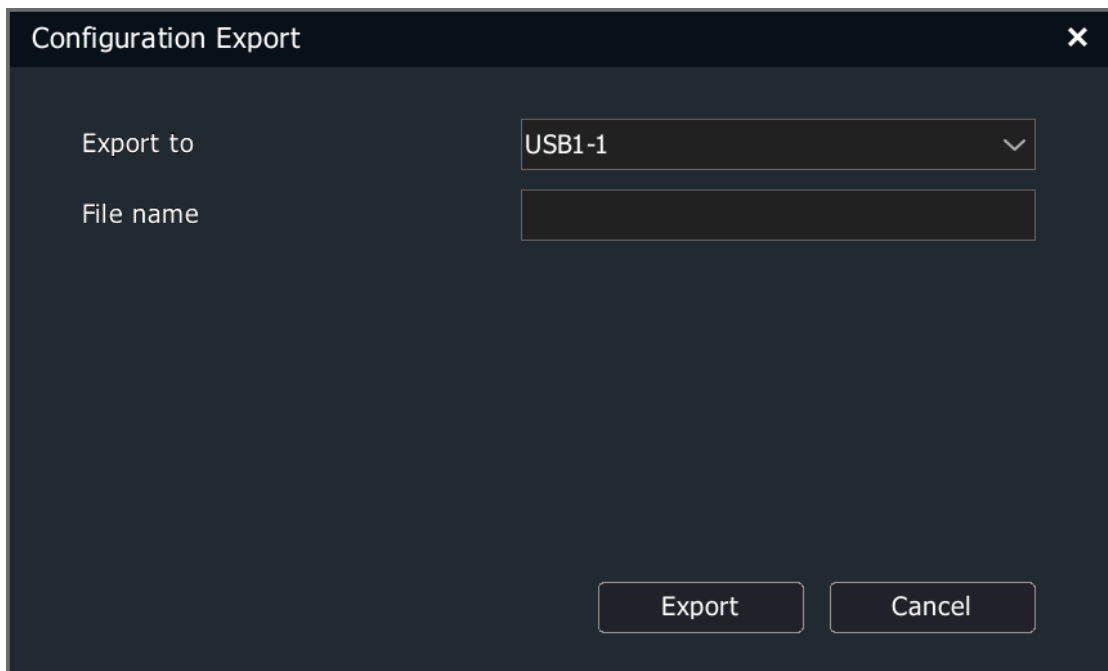 Configuration Export
Export to
USB1-1
File name
Export
Cancel